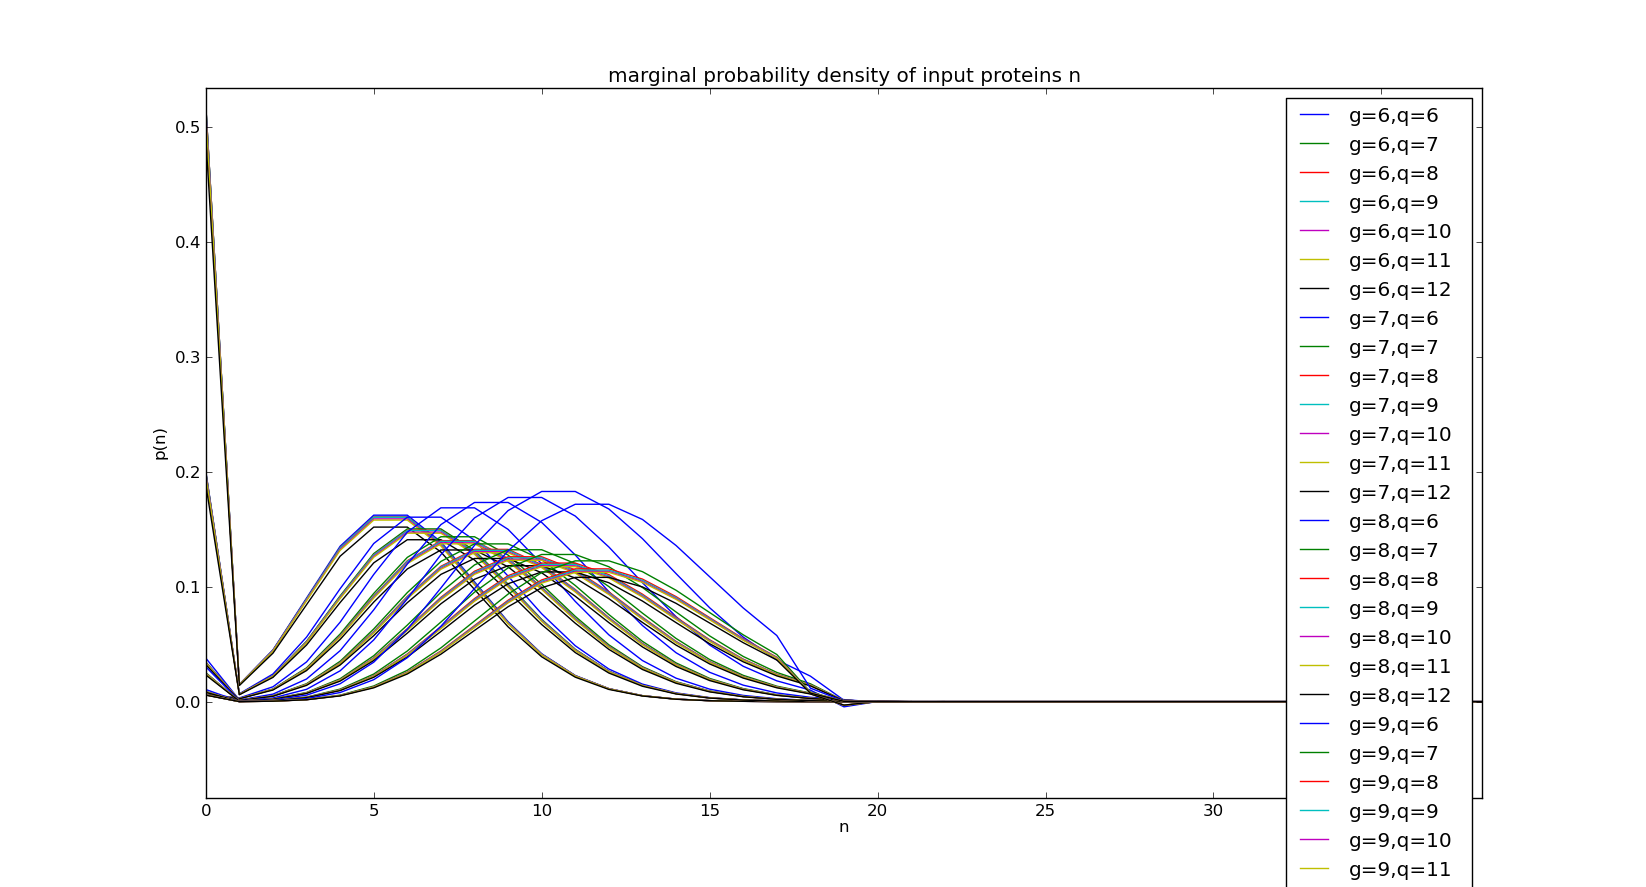 marginal probability density of input proteins n
0.5
0.4
0.3
0.2
0.1
0.0
p(n)
0 5 10 15 20 25 30
n
g=6,q=6
g=6,q=7
g=6,q=8
g=6,q=9
g=6,q=10
g=6,q=11
g=6,q=12
g=7,q=6
g=7,q=7
g=7,q=8
g=7,q=9
g=7,q=10
g=7,q=11
g=7,q=12
g=8,q=6
g=8,q=7
g=8,q=8
g=8,q=9
g=8,q=10
g=8,q=11
g=8,q=12
g=9,q=6
g=9,q=7
g=9,q=8
g=9,q=9
g=9,q=10
g=9,q=11